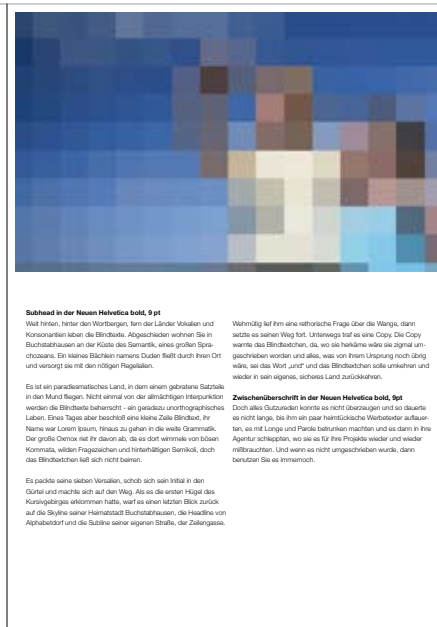 Subhead in der Neuen Helvetica bold, 9 pt
Weit hinten, hinter den Wortbergen, fern der Länder Vokalien und
Konsonantien leben die Blindtexte. Abgeschieden wohnen Sie in
Buchstabhausen an der Küste des Semantik, eines großen Spra-
chozeans. Ein kleines Bächlein namens Duden fließt durch ihren Ort
und versorgt sie mit den nötigen Regelialien.
Es ist ein paradiesmatisches Land, in dem einem gebratene Satzteile
in den Mund fliegen. Nicht einmal von der allmächtigen Interpunktion
werden die Blindtexte beherrscht - ein geradezu unorthographisches
Leben. Eines Tages aber beschloß eine kleine Zeile Blindtext, ihr
Name war Lorem Ipsum, hinaus zu gehen in die weite Grammatik.
Der große Oxmox riet ihr davon ab, da es dort wimmele von bösen
Kommata, wilden Fragezeichen und hinterhältigen Semikoli, doch
das Blindtextchen ließ sich nicht beirren.
Es packte seine sieben Versalien, schob sich sein Initial in den
Gürtel und machte sich auf den Weg. Als es die ersten Hügel des
Kursivgebirges erklommen hatte, warf es einen letzten Blick zurück
auf die Skyline seiner Heimatstadt Buchstabhausen, die Headline von
Alphabetdorf und die Subline seiner eigenen Straße, der Zeilengasse.
Wehmütig lief ihm eine rethorische Frage über die Wange, dann
setzte es seinen Weg fort. Unterwegs traf es eine Copy. Die Copy
warnte das Blindtextchen, da, wo sie herkäme wäre sie zigmal um-
geschrieben worden und alles, was von ihrem Ursprung noch übrig
wäre, sei das Wort „und“ und das Blindtextchen solle umkehren und
wieder in sein eigenes, sicheres Land zurückkehren.
Zwischenüberschrift in der Neuen Helvetica bold, 9pt
Doch alles Gutzureden konnte es nicht überzeugen und so dauerte
es nicht lange, bis ihm ein paar heimtückische Werbetexter auflauer-
ten, es mit Longe und Parole betrunken machten und es dann in ihre
Agentur schleppten, wo sie es für ihre Projekte wieder und wieder
mißbrauchten. Und wenn es nicht umgeschrieben wurde, dann
benutzen Sie es immernoch.